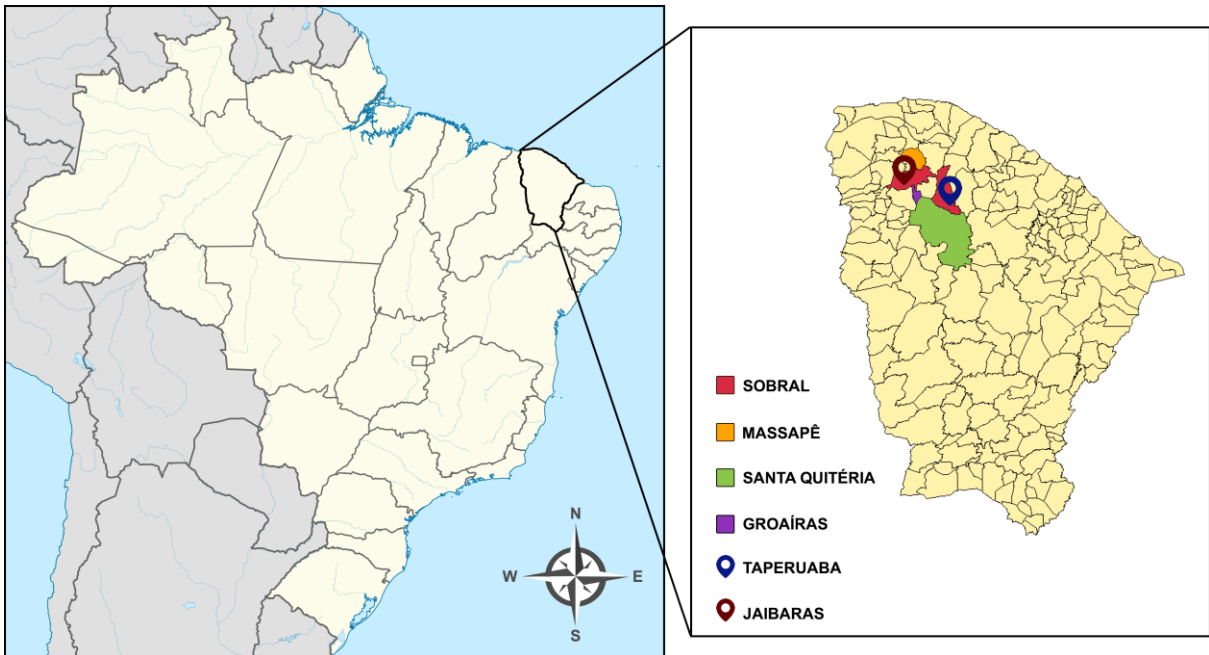 N
W
E
S
SOBRAL
MASSAPÊ
SANTA QUITÉRIA
GROAÍRAS
TAPERUABA
JAIBARAS